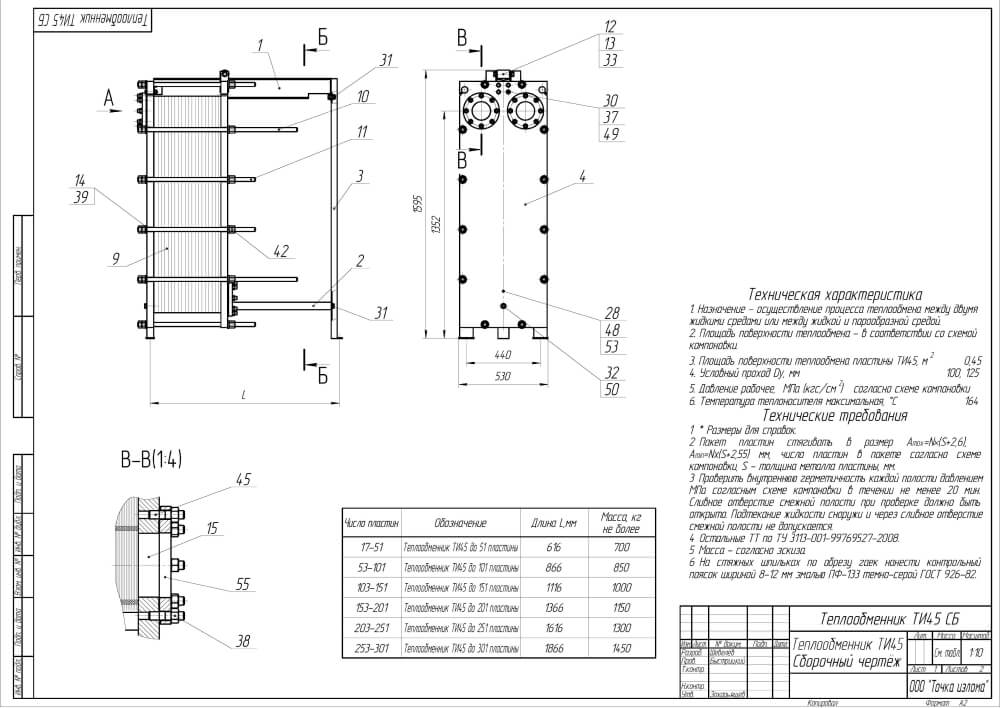 Теплообменник ТИ45 СБ
Б
В
12
13
33
1
31
А
10
30
37
49
11
В
14
39
3
4
1595
1352
9
42
2
31
28
48
53
32
50
Б
L
440
530
Перв. примен.
Справ. №
Подп. и дата
Инв. № дубл.
Взам. инв. №
Подп. и дата
Инв. № подл.
В-В(1:4)
45
15
55
38
Техническая характеристика
1. Назначение – осуществление процесса теплообмена между двумя
жидкими средами или между жидкой и парообразной средой.
2. Площадь поверхности теплообмена – в соответствии со схемой
компановки.
3. Площадь поверхности теплообмена пластины ТИ45, м² 0,45
4. Условный проход Dy, мм 100, 125
5. Давление рабочее, МПа (кгс/см²) согласно схеме компановки
6. Температура теплоносителя максимальная, °С 164
Технические требования
1 * Размеры для справок.
2 Пакет пластин стягивать в размер Amax=Nx(S+2,6),
Amin=Nx(S+2,55) мм, число пластин в пакете согласно схеме
компановки, S – толщина металла пластины, мм.
3 Проверить внутреннюю герметичность каждой полости давлением
МПа согласным схеме компановки в течении не менее 20 мин.
Сливное отверстие смежной полости при проверке должно быть
открыто. Подтекание жидкости снаружи и через сливное отверстие
смежной полости не допускается.
4 Остальные ТТ по ТУ 3113-001-99769527-2008.
5 Масса – согласно эскиза.
6 На стяжных шпильках по обрезу гаек нанести контрольный
поясок шириной 8-12 мм эмалью ПФ-133 темно-серой ГОСТ 926-82.
Число пластин Обозначение Длина L,мм Масса, кг не более
17-51 Теплообменник ТИ45 до 51 пластины 616 700
53-101 Теплообменник ТИ45 до 101 пластины 866 850
103-151 Теплообменник ТИ45 до 151 пластины 1116 1000
153-201 Теплообменник ТИ45 до 201 пластины 1366 1150
203-251 Теплообменник ТИ45 до 251 пластины 1616 1300
253-301 Теплообменник ТИ45 до 301 пластины 1866 1450
Теплообменник ТИ45 СБ
Изм. Лист № Докум. Подп. Дата
Разраб. Шевелев
Пров. Быстрицкий
Т.контр.
Н.контр.
Утв.
Теплообменник ТИ45
Сборочный чертёж
Лит. Масса Масштаб
См. табл. 1:10
Лист 1 Листов 2
ООО "Точка излома"
Копировал Формат А2